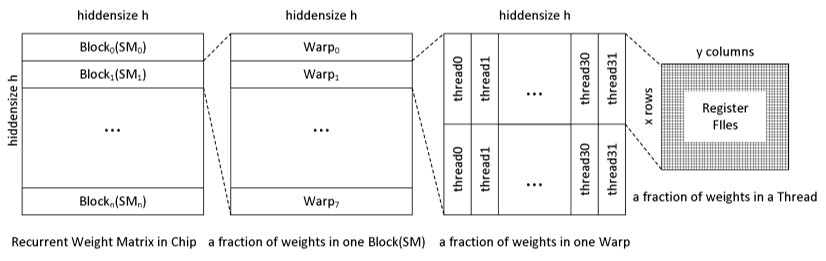 hiddensize h
hiddensize h
hiddensize h
hiddensize h
Block₀(SM₀)
Block₁(SM₁)
...
Blockₙ(SMₙ)
Warp₀
Warp₁
...
Warp₇
thread0
thread1
...
thread30
thread31
thread0
thread1
...
thread30
thread31
y columns
x rows
Register
FIles
a fraction of weights in a Thread
Recurrent Weight Matrix in Chip
a fraction of weights in one Block(SM)
a fraction of weights in one Warp